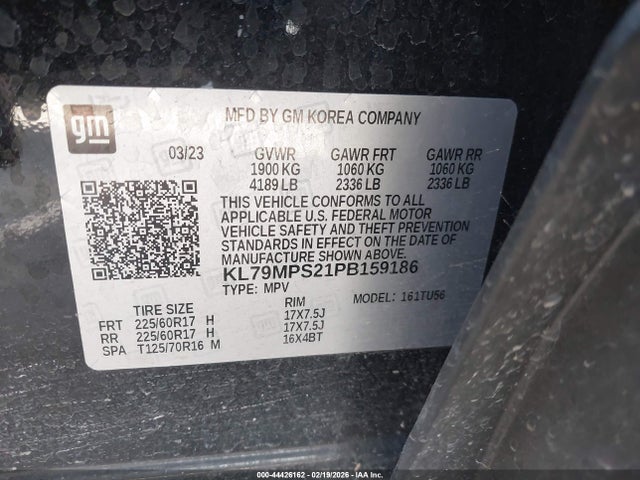 gm
MFD BY GM KOREA COMPANY
03/23 GVWR GAWR FRT GAWR RR
1900 KG 1060 KG 1060 KG
4189 LB 2336 LB 2336 LB
THIS VEHICLE CONFORMS TO ALL
APPLICABLE U.S. FEDERAL MOTOR
VEHICLE SAFETY AND THEFT PREVENTION
STANDARDS IN EFFECT ON THE DATE OF
MANUFACTURE SHOWN ABOVE.
KL79MPS21PB159186
TYPE: MPV MODEL: 161TU56
TIRE SIZE RIM
FRT 225/60R17 H 17X7.5J
RR 225/60R17 H 17X7.5J
SPA T125/70R16 M 16X4BT
000-44426162 - 02/19/2026 - IAA Inc.